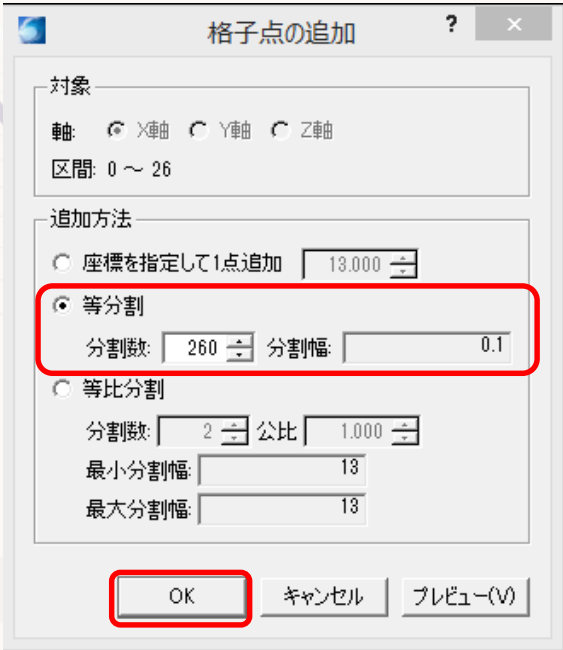 格子点の追加 ? ×
対象
軸: X軸 Y軸 Z軸
区間: 0 ～ 26
追加方法
座標を指定して1点追加 13.000
等分割
分割数: 260 分割幅: 0.1
等比分割
分割数: 2 公比 1.000
最小分割幅: 13
最大分割幅: 13
OK キャンセル プレビュー(V)